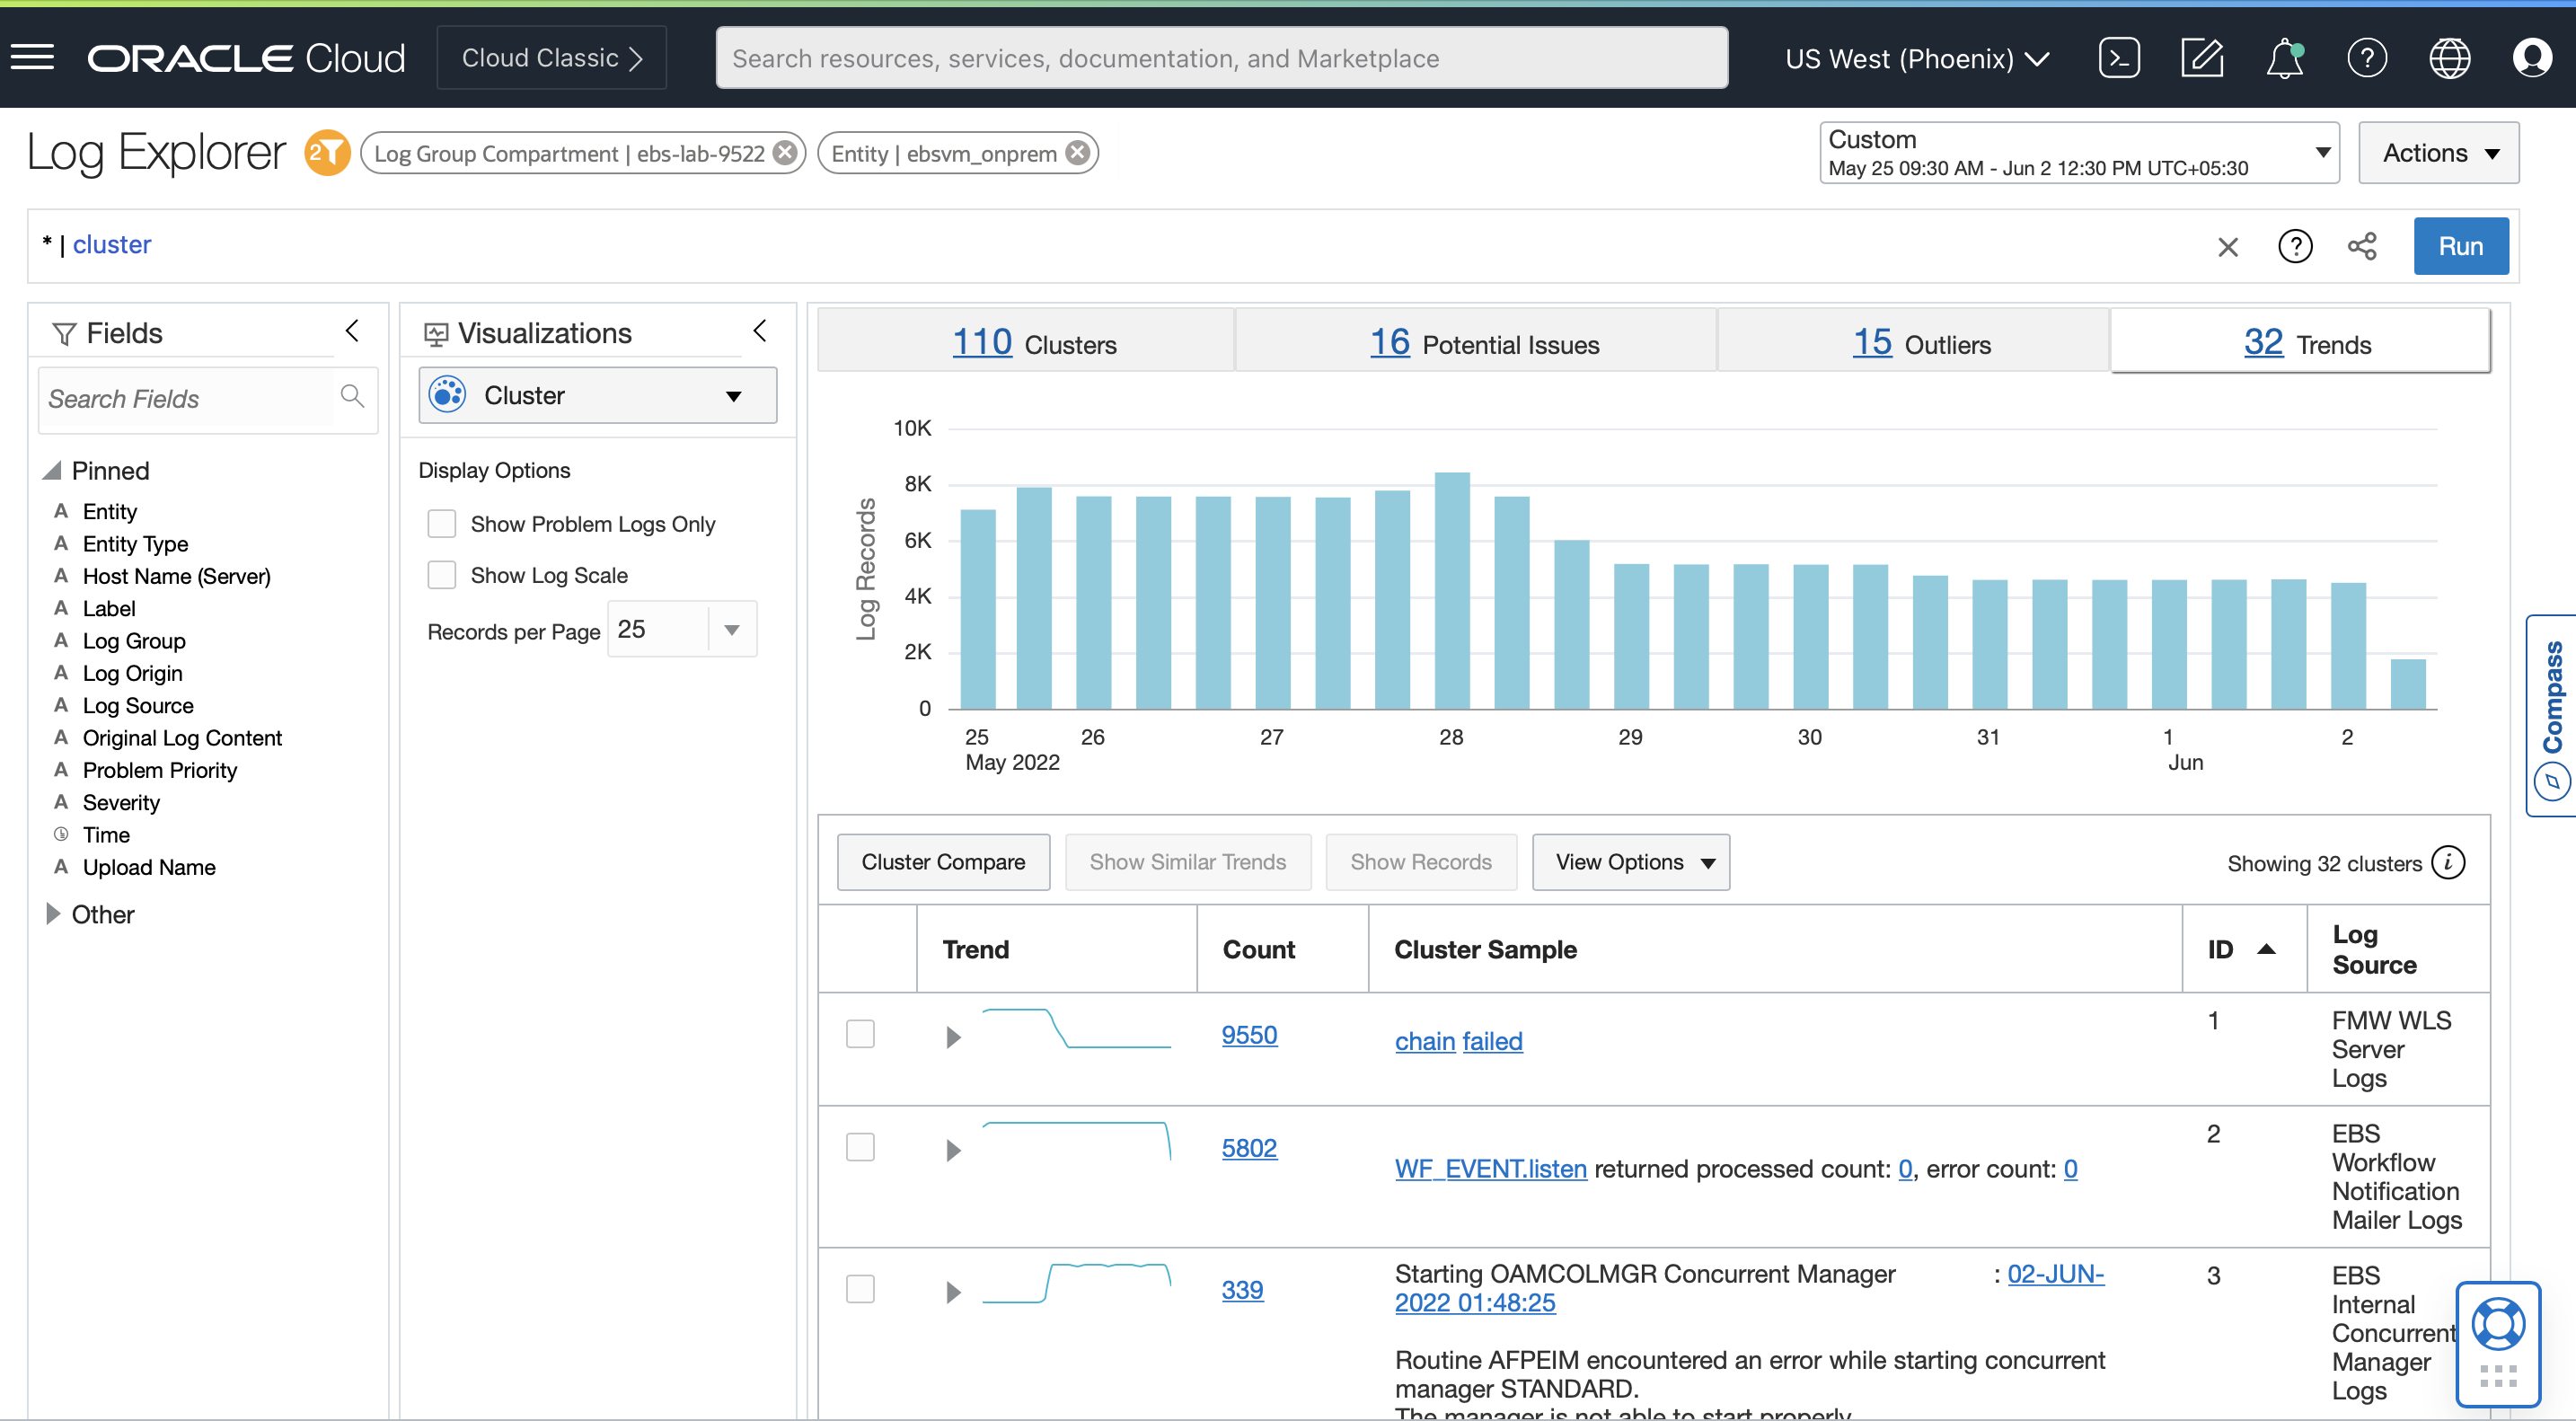 ORACLE Cloud
Cloud Classic >
Search resources, services, documentation, and Marketplace
US West (Phoenix)
Log Explorer
2
Log Group Compartment | ebs-lab-9522
Entity | ebsvm_onprem
Custom
May 25 09:30 AM - Jun 2 12:30 PM UTC+05:30
Actions
* | cluster
Run
Fields
Search Fields
Pinned
A Entity
A Entity Type
A Host Name (Server)
A Label
A Log Group
A Log Origin
A Log Source
A Original Log Content
A Problem Priority
A Severity
Time
A Upload Name
Other
Visualizations
Cluster
Display Options
Show Problem Logs Only
Show Log Scale
Records per Page 25
110 Clusters
16 Potential Issues
15 Outliers
32 Trends
Log Records
10K
8K
6K
4K
2K
0
25 26 27 28 29 30 31 1 2
May 2022 Jun
Compass
Cluster Compare
Show Similar Trends
Show Records
View Options
Showing 32 clusters
Trend Count Cluster Sample ID Log Source
9550
chain failed
1
FMW WLS
Server
Logs
5802
WF_EVENT.listen returned processed count: 0, error count: 0
2
EBS
Workflow
Notification
Mailer Logs
339
Starting OAMCOLMGR Concurrent Manager : 02-JUN-
2022 01:48:25
Routine AFPEIM encountered an error while starting concurrent
manager STANDARD.
The manager is not able to start properly
3
EBS
Internal
Concurrent
Manager
Logs